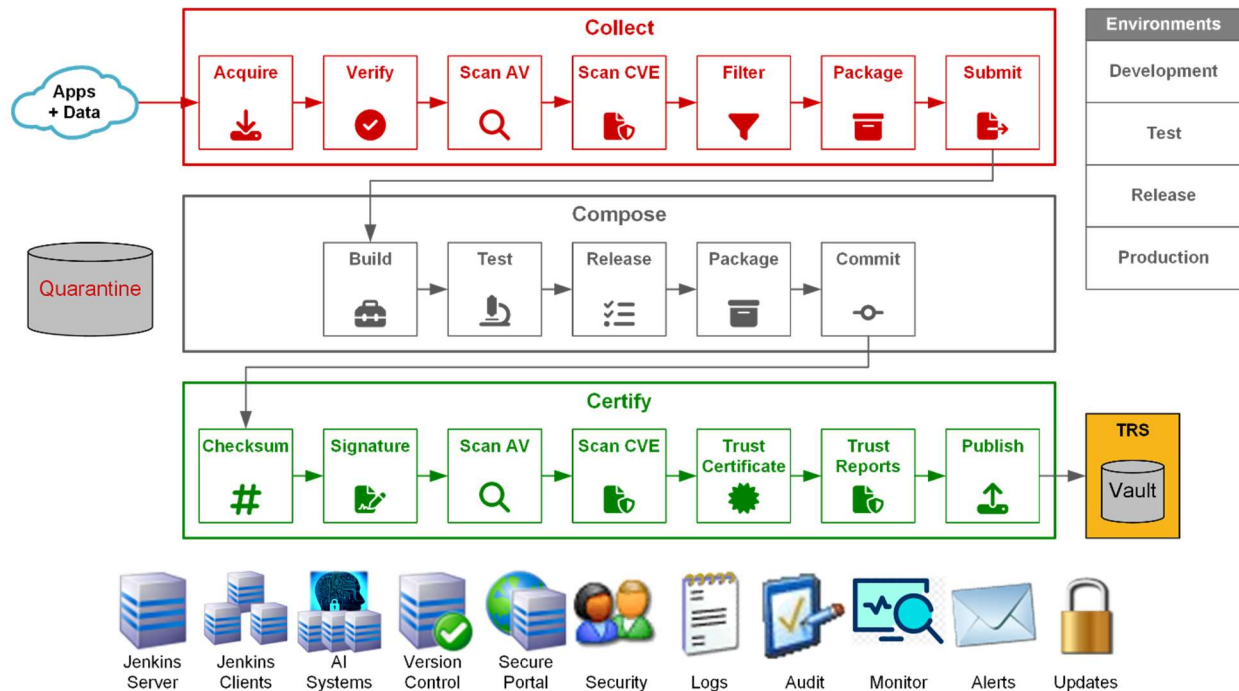 Collect
Environments
Apps
+ Data
Acquire
Verify
Scan AV
Scan CVE
Filter
Package
Submit
Development
Test
Release
Production
Compose
Quarantine
Build
Test
Release
Package
Commit
Certify
Checksum
Signature
Scan AV
Scan CVE
Trust
Certificate
Trust
Reports
Publish
TRS
Vault
Jenkins
Server
Jenkins
Clients
AI
Systems
Version
Control
Secure
Portal
Security
Logs
Audit
Monitor
Alerts
Updates